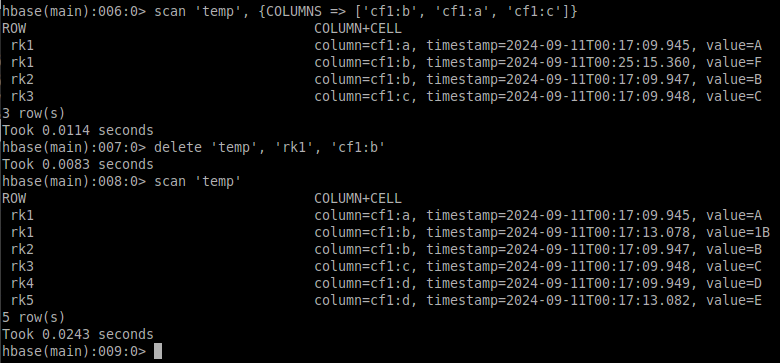 hbase(main):006:0> scan 'temp', {COLUMNS => ['cf1:b', 'cf1:a', 'cf1:c']}
ROW COLUMN+CELL
rk1 column=cf1:a, timestamp=2024-09-11T00:17:09.945, value=A
rk1 column=cf1:b, timestamp=2024-09-11T00:25:15.360, value=F
rk2 column=cf1:b, timestamp=2024-09-11T00:17:09.947, value=B
rk3 column=cf1:c, timestamp=2024-09-11T00:17:09.948, value=C
3 row(s)
Took 0.0114 seconds
hbase(main):007:0> delete 'temp', 'rk1', 'cf1:b'
Took 0.0083 seconds
hbase(main):008:0> scan 'temp'
ROW COLUMN+CELL
rk1 column=cf1:a, timestamp=2024-09-11T00:17:09.945, value=A
rk1 column=cf1:b, timestamp=2024-09-11T00:17:13.078, value=1B
rk2 column=cf1:b, timestamp=2024-09-11T00:17:09.947, value=B
rk3 column=cf1:c, timestamp=2024-09-11T00:17:09.948, value=C
rk4 column=cf1:d, timestamp=2024-09-11T00:17:09.949, value=D
rk5 column=cf1:d, timestamp=2024-09-11T00:17:13.082, value=E
5 row(s)
Took 0.0243 seconds
hbase(main):009:0>